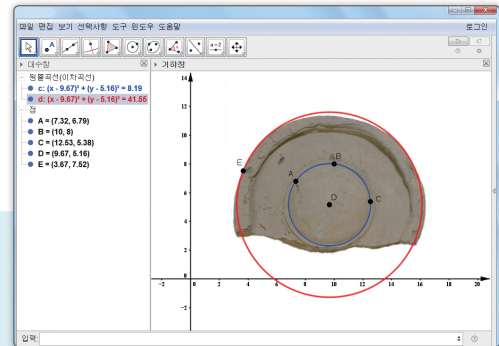 파일 편집 보기 선택사항 도구 윈도우 도움말 로그인
A a=2
대수창 기하창
원뿔곡선(이차곡선)
c: (x - 9.67)² + (y - 5.16)² = 8.19
d: (x - 9.67)² + (y - 5.16)² = 41.55
점
A = (7.32, 6.79)
B = (10, 8)
C = (12.53, 5.38)
D = (9.67, 5.16)
E = (3.67, 7.52)
14
12
10
8
6
4
2
0
-2
-2 0 2 4 6 8 10 12 14 16 18 20
E A B C D
입력: